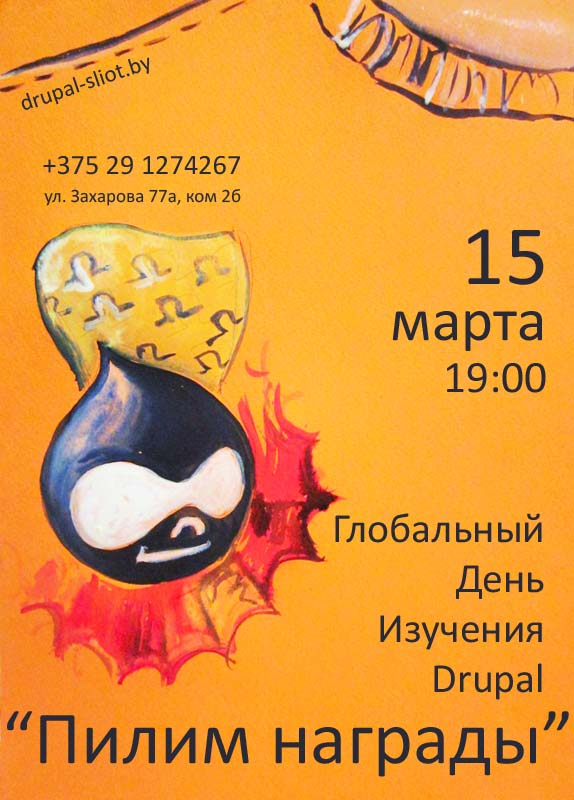 drupal-sliot.by
+375 29 1274267
ул. Захарова 77а, ком 2б
15
марта
19:00
Глобальный
День
Изучения
Drupal
“Пилим награды”